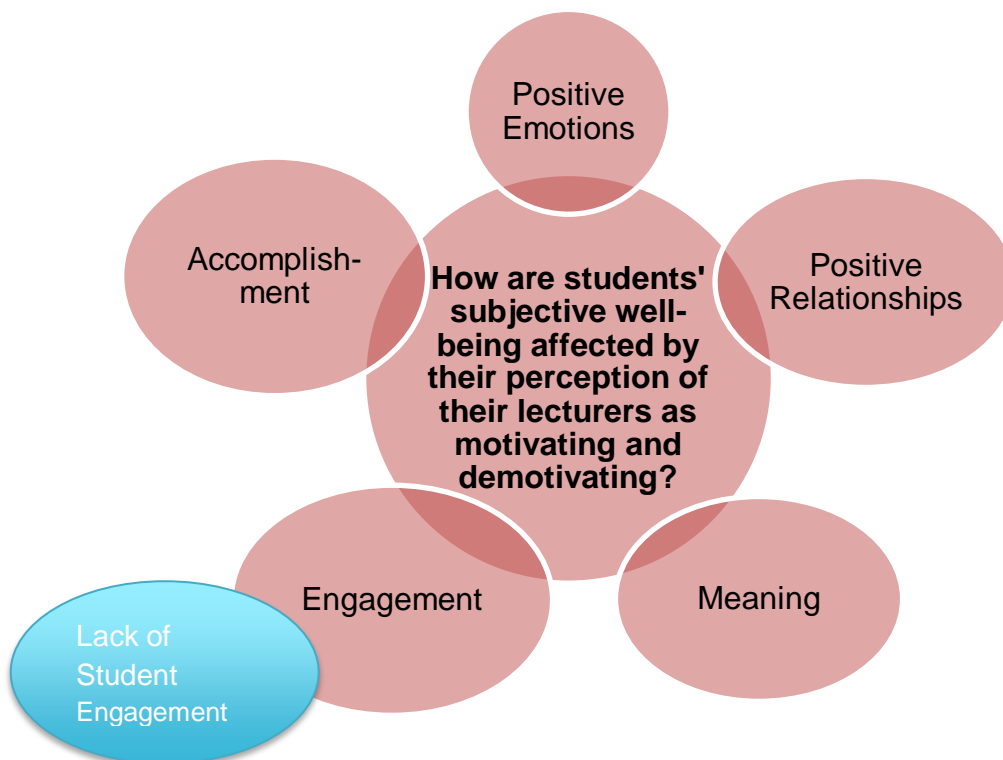 Positive
Emotions
Accomplish-
ment
Positive
Relationships
How are students'
subjective well-
being affected by
their perception of
their lecturers as
motivating and
demotivating?
Engagement
Meaning
Lack of
Student
Engagement